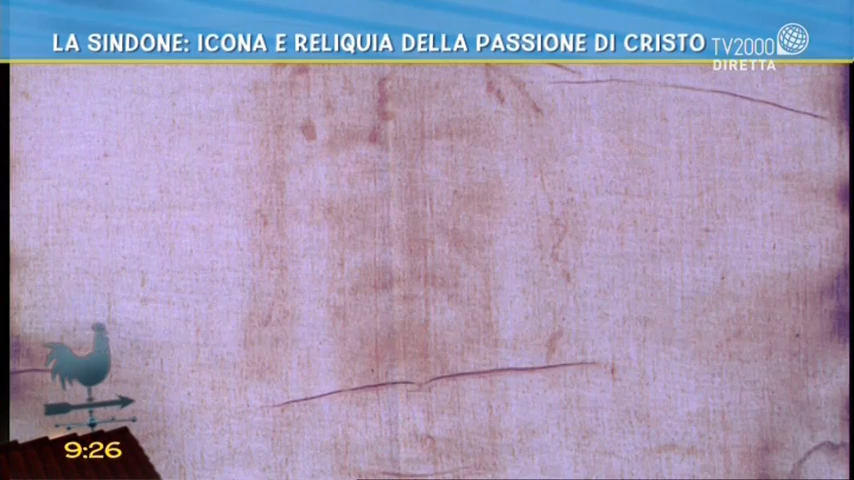 LA SINDONE: ICONA E RELIQUIA DELLA PASSIONE DI CRISTO
TV2000
DIRETTA
9:26